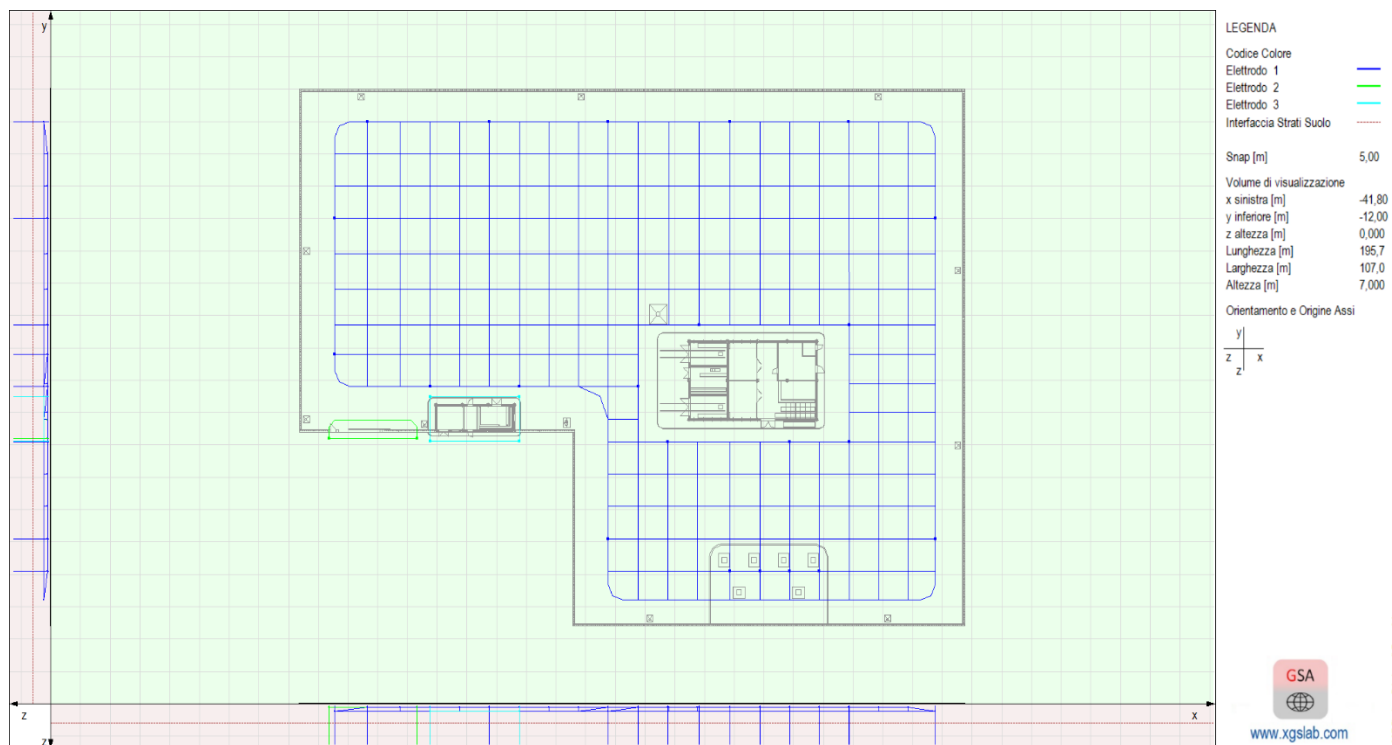 y
LEGENDA
Codice Colore
Elettrodo 1
Elettrodo 2
Elettrodo 3
Interfaccia Strati Suolo
Snap [m] 5,00
Volume di visualizzazione
x sinistra [m] -41,80
y inferiore [m] -12,00
z altezza [m] 0,000
Lunghezza [m] 195,7
Larghezza [m] 107,0
Altezza [m] 7,000
Orientamento e Origine Assi
y
z x
z
z x
z
GSA
www.xgslab.com